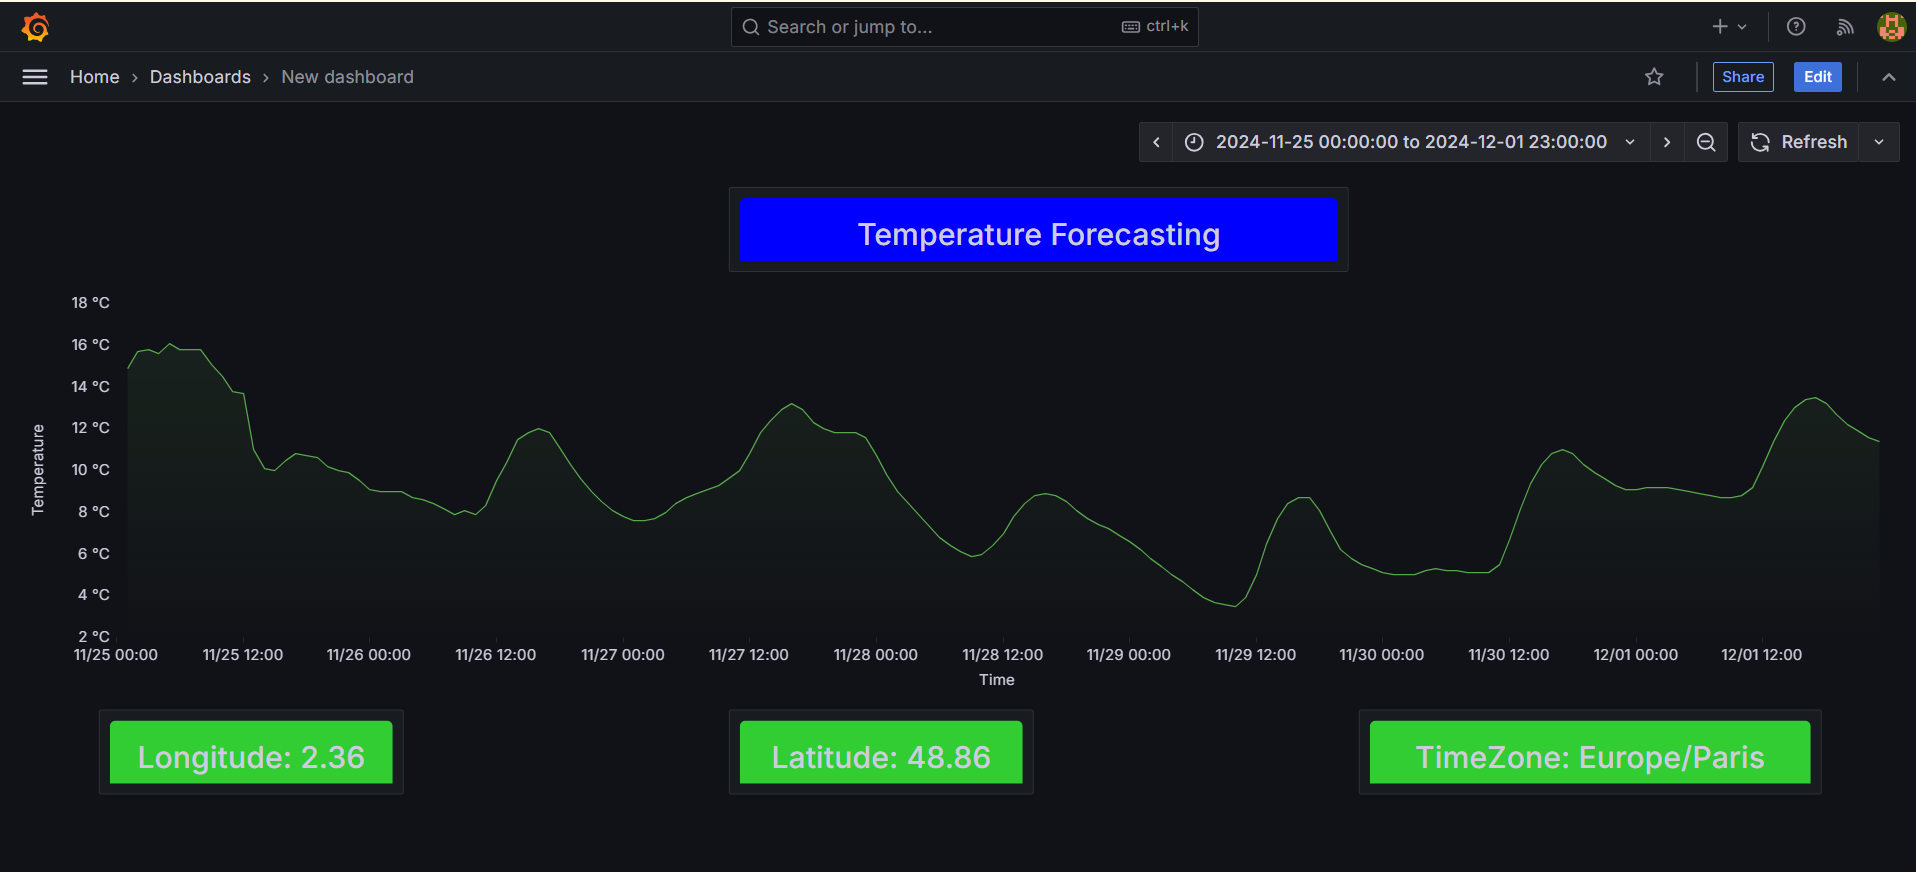 Search or jump to... ctrl+k
Home > Dashboards > New dashboard
Share Edit
2024-11-25 00:00:00 to 2024-12-01 23:00:00 Refresh
Temperature Forecasting
18 °C
16 °C
14 °C
12 °C
10 °C
8 °C
6 °C
4 °C
2 °C
Temperature
11/25 00:00 11/25 12:00 11/26 00:00 11/26 12:00 11/27 00:00 11/27 12:00 11/28 00:00 11/28 12:00 11/29 00:00 11/29 12:00 11/30 00:00 11/30 12:00 12/01 00:00 12/01 12:00
Time
Longitude: 2.36
Latitude: 48.86
TimeZone: Europe/Paris